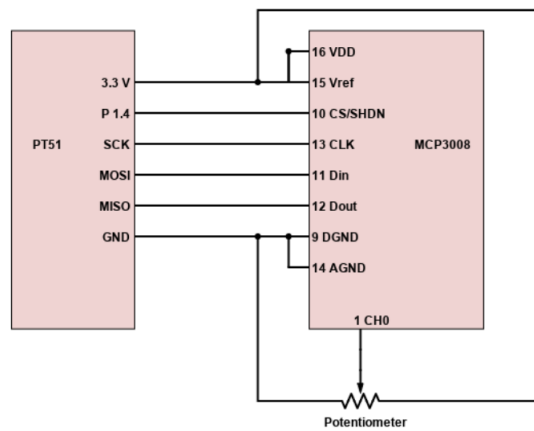 16 VDD
3.3 V
15 Vref
P 1.4
10 CS/SHDN
PT51
SCK
13 CLK
MCP3008
MOSI
11 Din
MISO
12 Dout
GND
9 DGND
14 AGND
1 CH0
Potentiometer